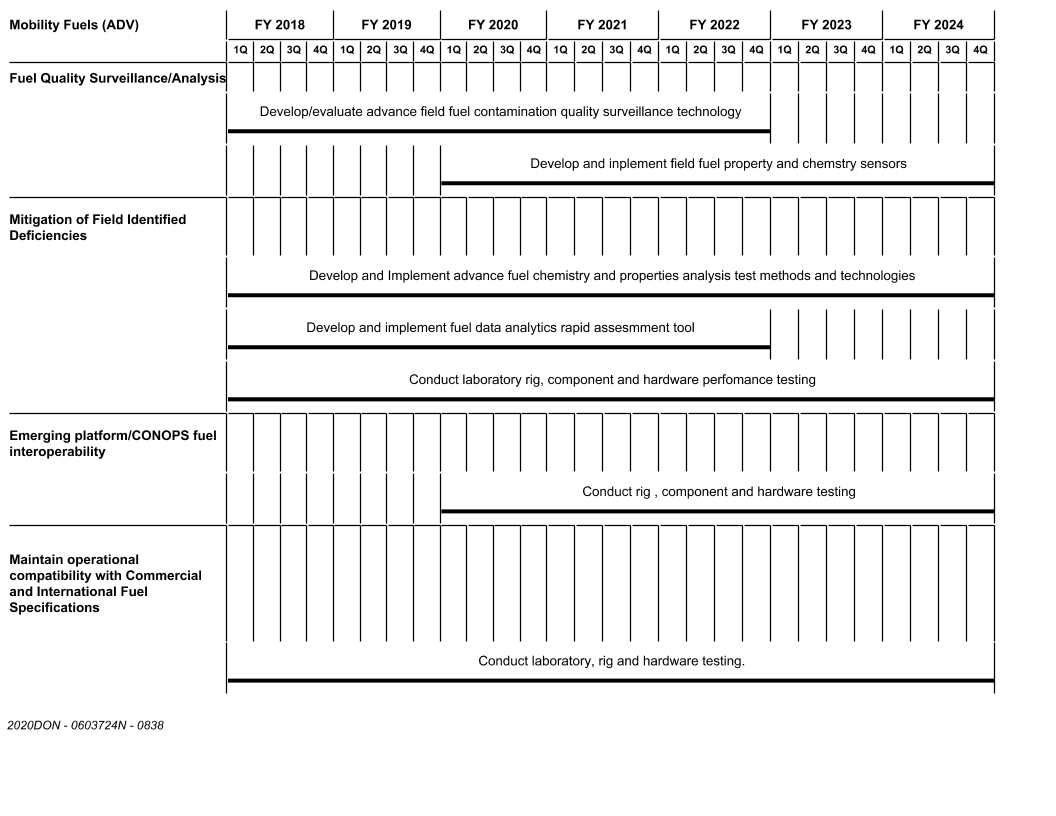 Mobility Fuels (ADV) FY 2018 FY 2019 FY 2020 FY 2021 FY 2022 FY 2023 FY 2024
1Q 2Q 3Q 4Q 1Q 2Q 3Q 4Q 1Q 2Q 3Q 4Q 1Q 2Q 3Q 4Q 1Q 2Q 3Q 4Q 1Q 2Q 3Q 4Q 1Q 2Q 3Q 4Q
Fuel Quality Surveillance/Analysis
Develop/evaluate advance field fuel contamination quality surveillance technology
Develop and inplement field fuel property and chemstry sensors
Mitigation of Field Identified
Deficiencies
Develop and Implement advance fuel chemistry and properties analysis test methods and technologies
Develop and implement fuel data analytics rapid assesmment tool
Conduct laboratory rig, component and hardware perfomance testing
Emerging platform/CONOPS fuel
interoperability
Conduct rig , component and hardware testing
Maintain operational
compatibility with Commercial
and International Fuel
Specifications
Conduct laboratory, rig and hardware testing.
2020DON - 0603724N - 0838